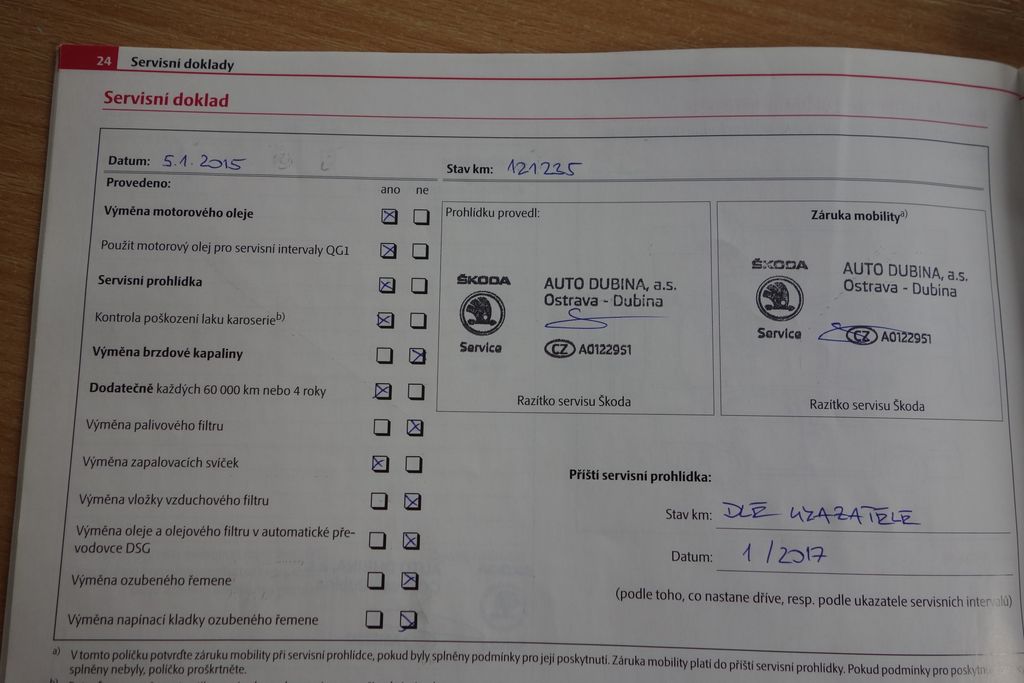 24 Servisní doklady
Servisní doklad
Datum: 5.1.2015
Stav km: 121235
Provedeno:
ano ne
Výměna motorového oleje
Použit motorový olej pro servisní intervaly QG1
Servisní prohlídka
Kontrola poškození laku karoserie b)
Výměna brzdové kapaliny
Dodatečně každých 60 000 km nebo 4 roky
Výměna palivového filtru
Výměna zapalovacích svíček
Výměna vložky vzduchového filtru
Výměna oleje a olejového filtru v automatické pře-
vodovce DSG
Výměna ozubeného řemene
Výměna napínací kladky ozubeného řemene
Prohlídku provedl:
ŠKODA
Service
AUTO DUBINA, a.s.
Ostrava - Dubina
CZ A0122951
Razítko servisu Škoda
Záruka mobility a)
ŠKODA
Service
AUTO DUBINA, a.s.
Ostrava - Dubina
CZ A0122951
Razítko servisu Škoda
Příští servisní prohlídka:
Stav km: DLE UKAZATELE
Datum: 1/2017
(podle toho, co nastane dříve, resp. podle ukazatele servisních intervalů)
a) V tomto políčku potvrďte záruku mobility při servisní prohlídce, pokud byly splněny podmínky pro její poskytnutí. Záruka mobility platí do příští servisní prohlídky. Pokud podmínky pro
splněny nebyly, políčko proškrtněte.